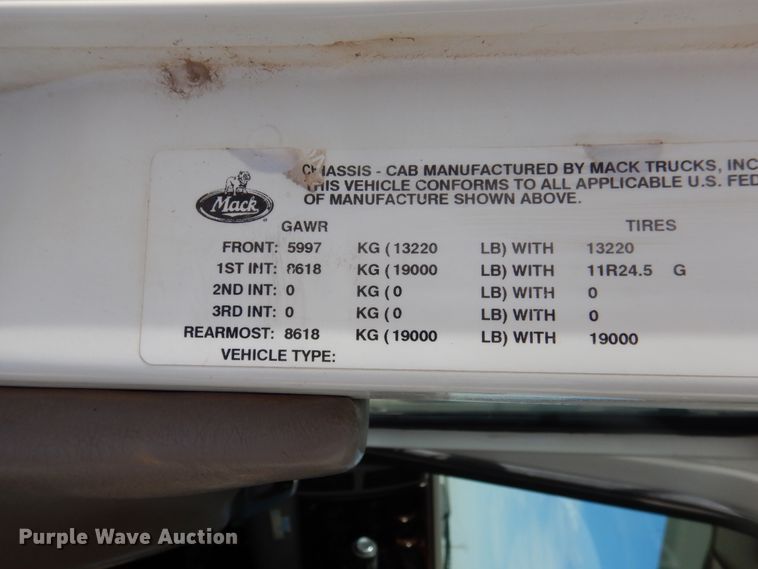 CHASSIS - CAB MANUFACTURED BY MACK TRUCKS, INC
THIS VEHICLE CONFORMS TO ALL APPLICABLE U.S. FED
OF MANUFACTURE SHOWN ABOVE.
Mack
GAWR TIRES
FRONT: 5997 KG ( 13220 LB) WITH 13220
1ST INT: 8618 KG ( 19000 LB) WITH 11R24.5 G
2ND INT: 0 KG ( 0 LB) WITH 0
3RD INT: 0 KG ( 0 LB) WITH 0
REARMOST: 8618 KG ( 19000 LB) WITH 19000
VEHICLE TYPE:
Purple Wave Auction